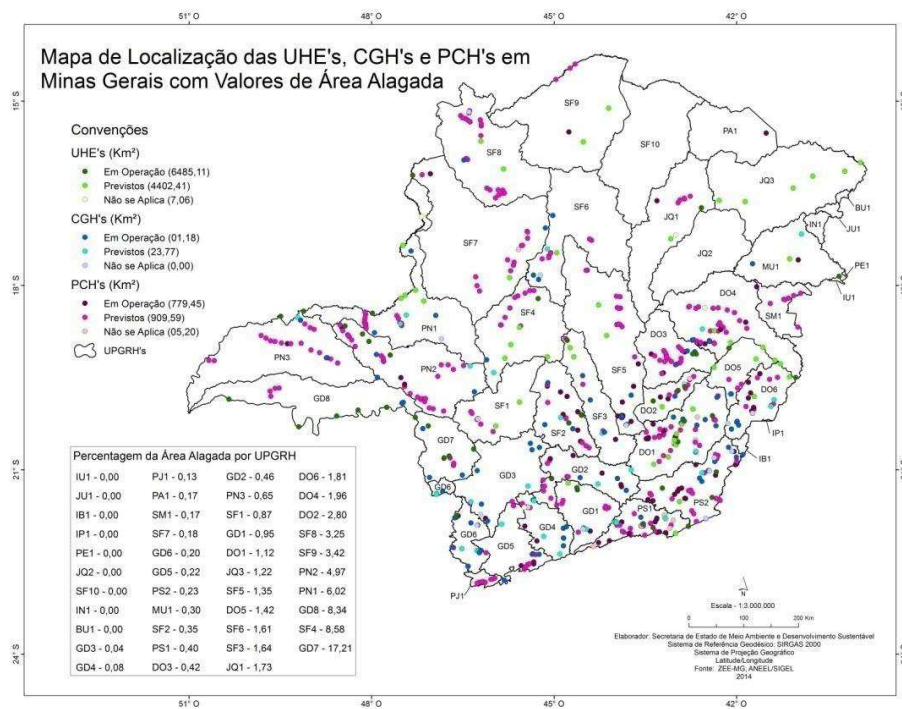 51° O
48° O
45° O
42° O
Mapa de Localização das UHE's, CGH's e PCH's em
Minas Gerais com Valores de Área Alagada
15° S
18° S
21° S
24° S
Convenções
UHE's (Km²)
Em Operação (6485,11)
Previstos (4402,41)
Não se Aplica (7,06)
CGH's (Km²)
Em Operação (01,18)
Previstos (23,77)
Não se Aplica (0,00)
PCH's (Km²)
Em Operação (779,45)
Previstos (909,59)
Não se Aplica (05,20)
UPGRH's
SF9
SF8
SF10
PA1
JQ3
SF6
JQ1
BU1
IN1
JU1
SF7
JQ2
MU1
PE1
IU1
DO4
SM1
SF4
PN1
DO3
PN3
PN2
DO5
SF5
DO6
GD8
SF1
DO2
SF3
SF2
IP1
GD7
DO1
IB1
GD3
GD2
GD6
PS2
GD1
PS1
GD6
GD4
GD5
PJ1
Percentagem da Área Alagada por UPGRH
IU1 - 0,00 PJ1 - 0,13 GD2 - 0,46 DO6 - 1,81
JU1 - 0,00 PA1 - 0,17 PN3 - 0,65 DO4 - 1,96
IB1 - 0,00 SM1 - 0,17 SF1 - 0,87 DO2 - 2,80
IP1 - 0,00 SF7 - 0,18 GD1 - 0,95 SF8 - 3,25
PE1 - 0,00 GD6 - 0,20 DO1 - 1,12 SF9 - 3,42
JQ2 - 0,00 GD5 - 0,22 JQ3 - 1,22 PN2 - 4,97
SF10 - 0,00 PS2 - 0,23 SF5 - 1,35 PN1 - 6,02
IN1 - 0,00 MU1 - 0,30 DO5 - 1,42 GD8 - 8,34
BU1 - 0,00 SF2 - 0,35 SF6 - 1,61 SF4 - 8,58
GD3 - 0,04 PS1 - 0,40 SF3 - 1,64 GD7 - 17,21
GD4 - 0,08 DO3 - 0,42 JQ1 - 1,73
N
Escala - 1:3.000.000
0 100 200 Km
Elaborador: Secretaria de Estado de Meio Ambiente e Desenvolvimento Sustentável
Sistema de Referência Geodésico: SIRGAS 2000
Sistema de Projeção Geográfico
Latitude/Longitude
Fonte: ZEE-MG, ANEEL/SIGEL
2014
51° O
48° O
45° O
42° O